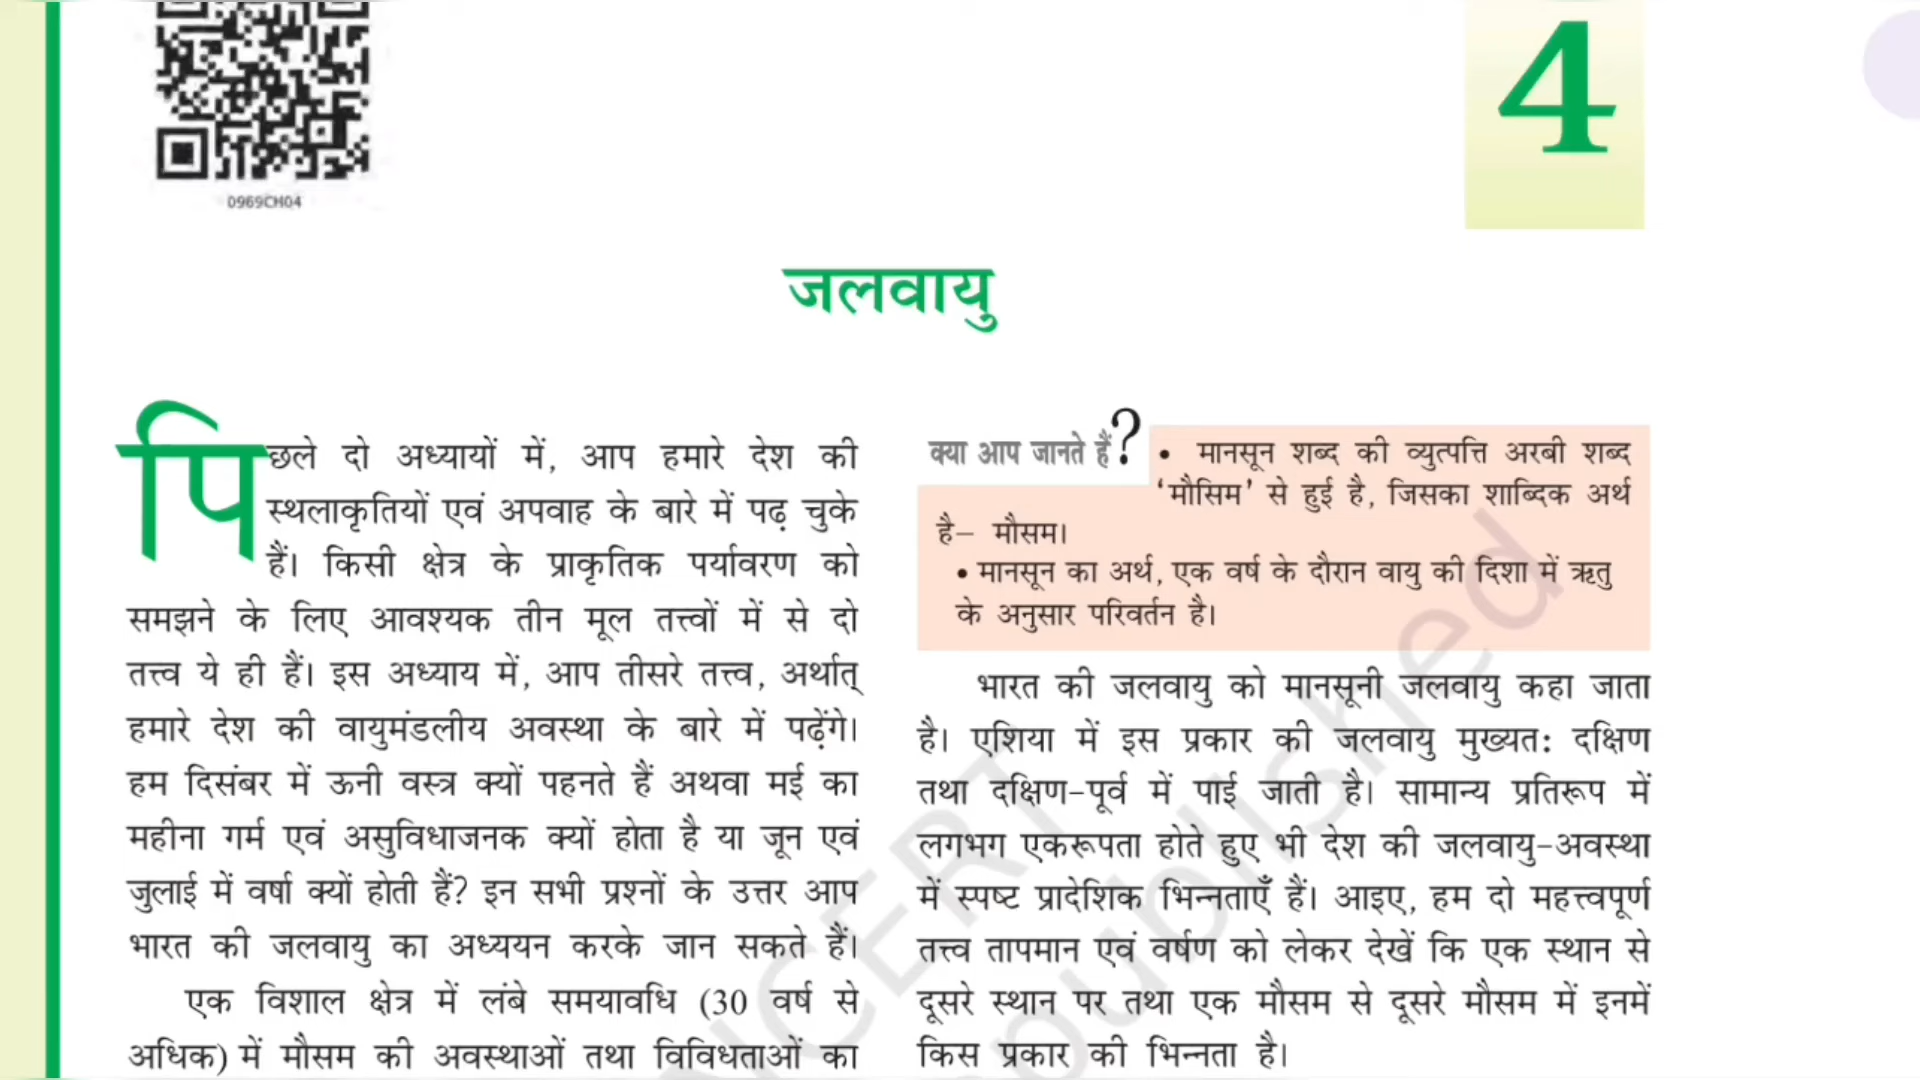 0969CH04
4
जलवायु
पिछले दो अध्यायों में, आप हमारे देश की
स्थलाकृतियों एवं अपवाह के बारे में पढ़ चुके
हैं। किसी क्षेत्र के प्राकृतिक पर्यावरण को
समझने के लिए आवश्यक तीन मूल तत्त्वों में से दो
तत्त्व ये ही हैं। इस अध्याय में, आप तीसरे तत्त्व, अर्थात्
हमारे देश की वायुमंडलीय अवस्था के बारे में पढ़ेंगे।
हम दिसंबर में ऊनी वस्त्र क्यों पहनते हैं अथवा मई का
महीना गर्म एवं असुविधाजनक क्यों होता है या जून एवं
जुलाई में वर्षा क्यों होती हैं? इन सभी प्रश्नों के उत्तर आप
भारत की जलवायु का अध्ययन करके जान सकते हैं।
एक विशाल क्षेत्र में लंबे समयावधि (30 वर्ष से
अधिक) में मौसम की अवस्थाओं तथा विविधताओं का
क्या आप जानते हैं?
• मानसून शब्द की व्युत्पत्ति अरबी शब्द
‘मौसिम’ से हुई है, जिसका शाब्दिक अर्थ
है– मौसम।
• मानसून का अर्थ, एक वर्ष के दौरान वायु की दिशा में ऋतु
के अनुसार परिवर्तन है।
भारत की जलवायु को मानसूनी जलवायु कहा जाता
है। एशिया में इस प्रकार की जलवायु मुख्यतः दक्षिण
तथा दक्षिण-पूर्व में पाई जाती है। सामान्य प्रतिरूप में
लगभग एकरूपता होते हुए भी देश की जलवायु-अवस्था
में स्पष्ट प्रादेशिक भिन्नताएँ हैं। आइए, हम दो महत्त्वपूर्ण
तत्त्व तापमान एवं वर्षण को लेकर देखें कि एक स्थान से
दूसरे स्थान पर तथा एक मौसम से दूसरे मौसम में इनमें
किस प्रकार की भिन्नता है।
NCERT
published